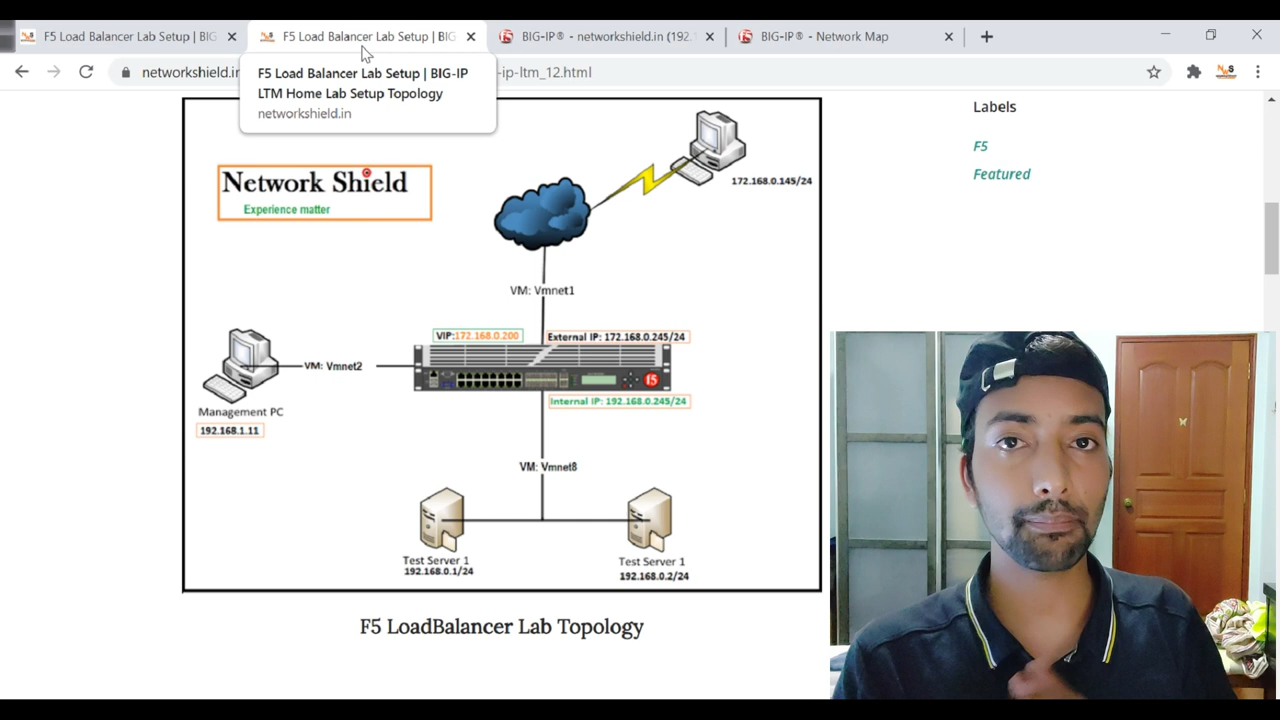 F5 Load Balancer Lab Setup | BIG
F5 Load Balancer Lab Setup | BIG
BIG-IP® - networkshield.in (192.
BIG-IP® - Network Map
networkshield.in
-ip-ltm_12.html
F5 Load Balancer Lab Setup | BIG-IP
LTM Home Lab Setup Topology
networkshield.in
Labels
F5
Featured
Network Shield
Experience matter
172.168.0.145/24
VM: Vmnet1
VIP:172.168.0.200
External IP: 172.168.0.245/24
VM: Vmnet2
f5
Internal IP: 192.168.0.245/24
Management PC
192.168.1.11
VM: Vmnet8
Test Server 1
192.168.0.1/24
Test Server 1
192.168.0.2/24
F5 LoadBalancer Lab Topology